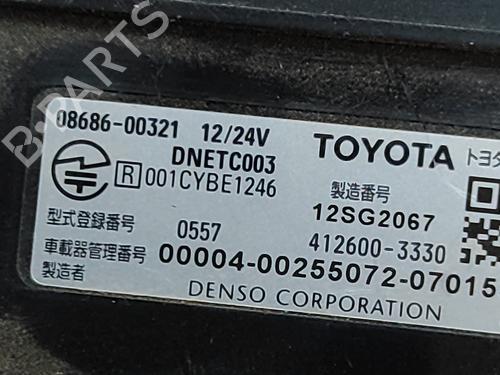 B-PARTS
08686-00321 12/24V TOYOTA トヨタ
DNETC003
R 001CYBE1246 製造番号
12SG2067
型式登録番号 0557 412600-3330
車載器管理番号 00004-00255072-07015
製造者 DENSO CORPORATION